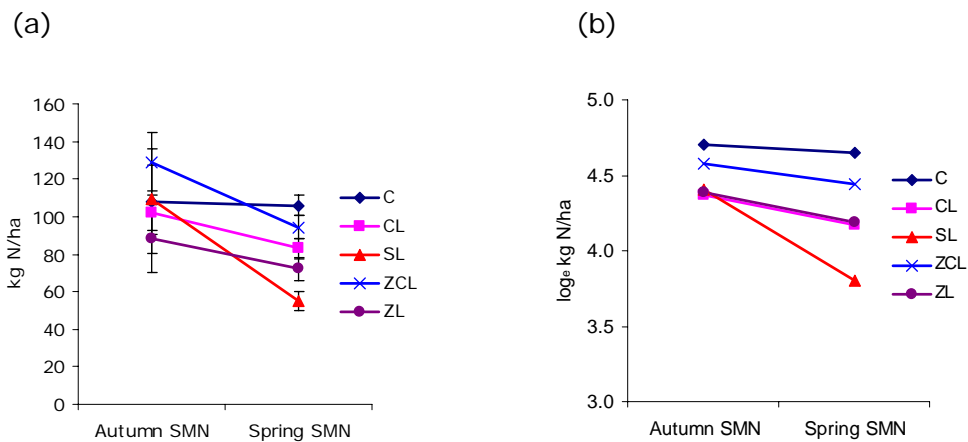 (a)
(b)
160
140
120
100
80
60
40
20
0
kg N/ha
Autumn SMN Spring SMN
C
CL
SL
ZCL
ZL
5.0
4.5
4.0
3.5
3.0
logₑ kg N/ha
Autumn SMN Spring SMN
C
CL
SL
ZCL
ZL